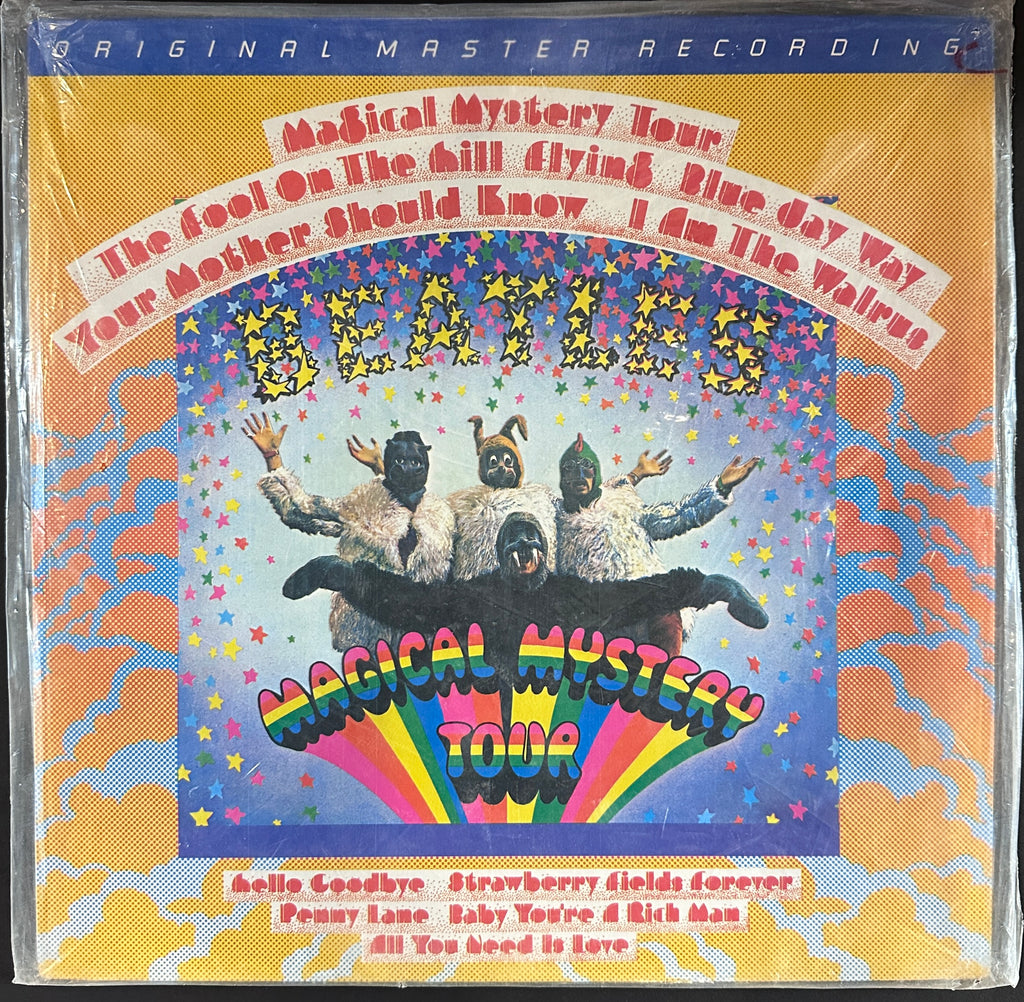 ORIGINAL MASTER RECORDING
Magical Mystery Tour
The Fool On The Hill Flying Blue Jay Way
Your Mother Should Know I Am The Walrus
BEATLES
MAGICAL MYSTERY
TOUR
Hello Goodbye Strawberry Fields Forever
Penny Lane Baby You're A Rich Man
All You Need Is Love